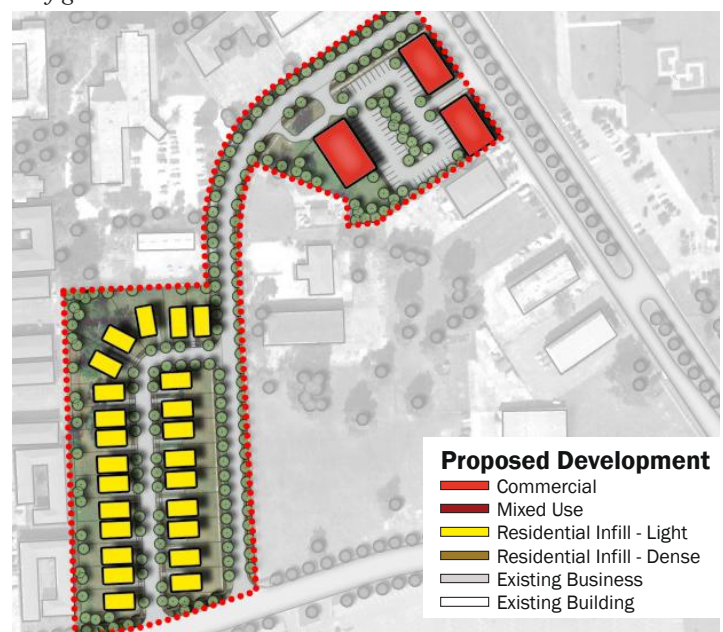 Proposed Development
Commercial
Mixed Use
Residential Infill - Light
Residential Infill - Dense
Existing Business
Existing Building